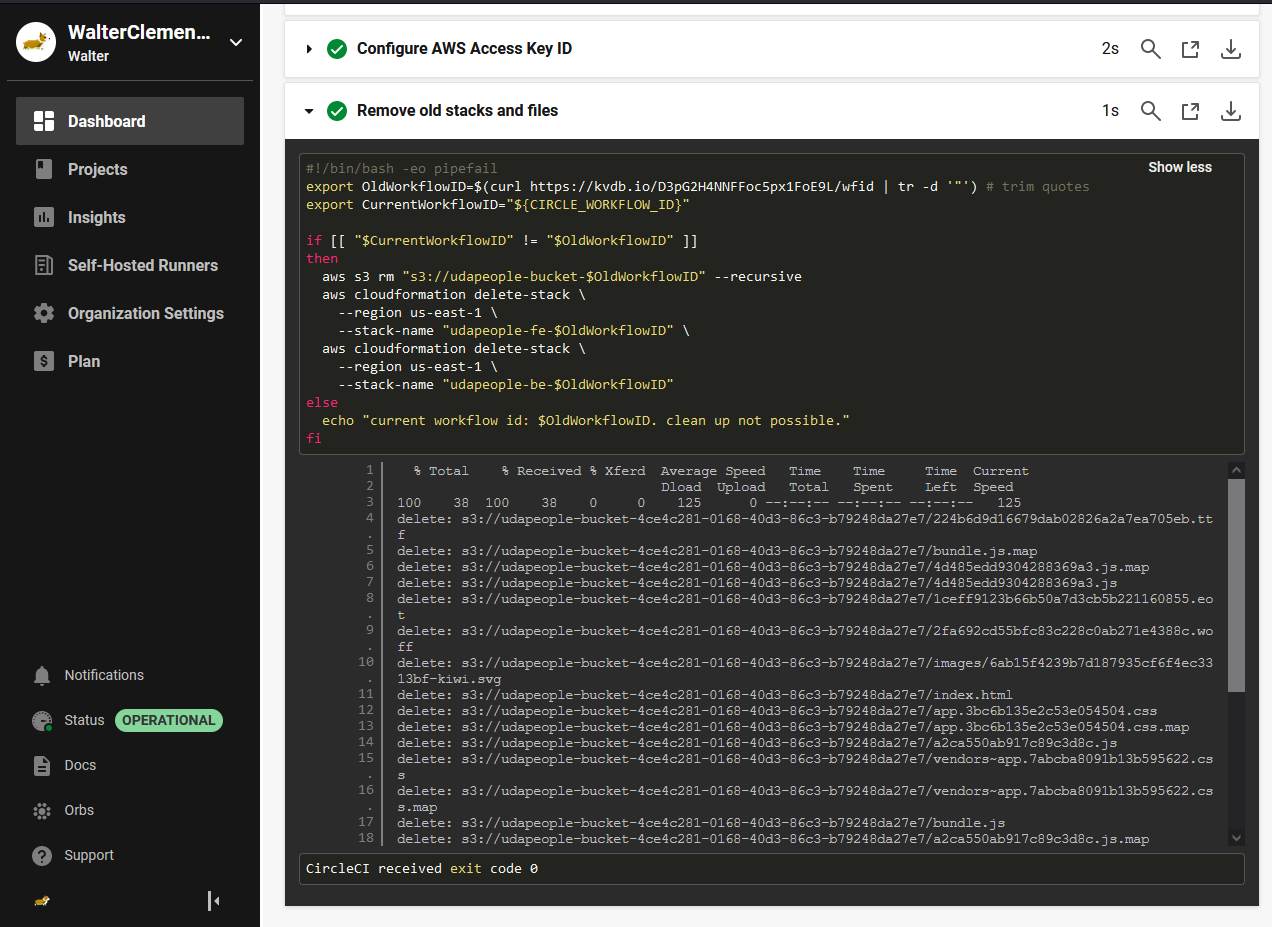 WalterClemen...
Walter
Dashboard
Projects
Insights
Self-Hosted Runners
Organization Settings
Plan
Notifications
Status OPERATIONAL
Docs
Orbs
Support
Configure AWS Access Key ID 2s
Remove old stacks and files 1s
Show less
#!/bin/bash -eo pipefail
export OldWorkflowID=$(curl https://kvdb.io/D3pG2H4NNFFoc5px1FoE9L/wfid | tr -d '"') # trim quotes
export CurrentWorkflowID="${CIRCLE_WORKFLOW_ID}"
if [[ "$CurrentWorkflowID" != "$OldWorkflowID" ]]
then
aws s3 rm "s3://udapeople-bucket-$OldWorkflowID" --recursive
aws cloudformation delete-stack \
--region us-east-1 \
--stack-name "udapeople-fe-$OldWorkflowID" \
aws cloudformation delete-stack \
--region us-east-1 \
--stack-name "udapeople-be-$OldWorkflowID"
else
echo "current workflow id: $OldWorkflowID. clean up not possible."
fi
1 % Total % Received % Xferd Average Speed Time Time Time Current
2 Dload Upload Total Spent Left Speed
3 100 38 100 38 0 0 125 0 --:--:-- --:--:-- --:--:-- 125
4 delete: s3://udapeople-bucket-4ce4c281-0168-40d3-86c3-b79248da27e7/224b6d9d16679dab02826a2a7ea705eb.tt
. f
5 delete: s3://udapeople-bucket-4ce4c281-0168-40d3-86c3-b79248da27e7/bundle.js.map
6 delete: s3://udapeople-bucket-4ce4c281-0168-40d3-86c3-b79248da27e7/4d485edd9304288369a3.js.map
7 delete: s3://udapeople-bucket-4ce4c281-0168-40d3-86c3-b79248da27e7/4d485edd9304288369a3.js
8 delete: s3://udapeople-bucket-4ce4c281-0168-40d3-86c3-b79248da27e7/1ceff9123b66b50a7d3cb5b221160855.eo
. t
9 delete: s3://udapeople-bucket-4ce4c281-0168-40d3-86c3-b79248da27e7/2fa692cd55bfc83c228c0ab271e4388c.wo
. ff
10 delete: s3://udapeople-bucket-4ce4c281-0168-40d3-86c3-b79248da27e7/images/6ab15f4239b7d187935cf6f4ec33
. 13bf-kiwi.svg
11 delete: s3://udapeople-bucket-4ce4c281-0168-40d3-86c3-b79248da27e7/index.html
12 delete: s3://udapeople-bucket-4ce4c281-0168-40d3-86c3-b79248da27e7/app.3bc6b135e2c53e054504.css
13 delete: s3://udapeople-bucket-4ce4c281-0168-40d3-86c3-b79248da27e7/app.3bc6b135e2c53e054504.css.map
14 delete: s3://udapeople-bucket-4ce4c281-0168-40d3-86c3-b79248da27e7/a2ca550ab917c89c3d8c.js
15 delete: s3://udapeople-bucket-4ce4c281-0168-40d3-86c3-b79248da27e7/vendors~app.7abcba8091b13b595622.cs
. s
16 delete: s3://udapeople-bucket-4ce4c281-0168-40d3-86c3-b79248da27e7/vendors~app.7abcba8091b13b595622.cs
. s.map
17 delete: s3://udapeople-bucket-4ce4c281-0168-40d3-86c3-b79248da27e7/bundle.js
18 delete: s3://udapeople-bucket-4ce4c281-0168-40d3-86c3-b79248da27e7/a2ca550ab917c89c3d8c.js.map
CircleCI received exit code 0